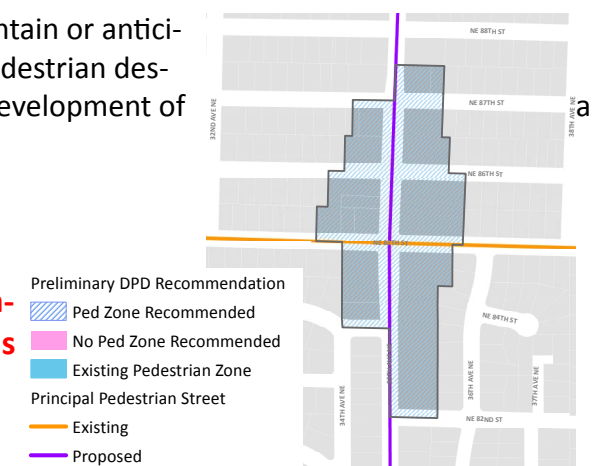 ntain or antici-
edestrian des-
evelopment of
a
NE 88TH ST
NE 87TH ST
32ND AVE NE
38TH AVE NE
NE 86TH ST
n-
s
Preliminary DPD Recommendation
Ped Zone Recommended
No Ped Zone Recommended
Existing Pedestrian Zone
Principal Pedestrian Street
Existing
Proposed
NE 84TH ST
34TH AVE NE
36TH AVE NE
37TH AVE NE
NE 82ND ST